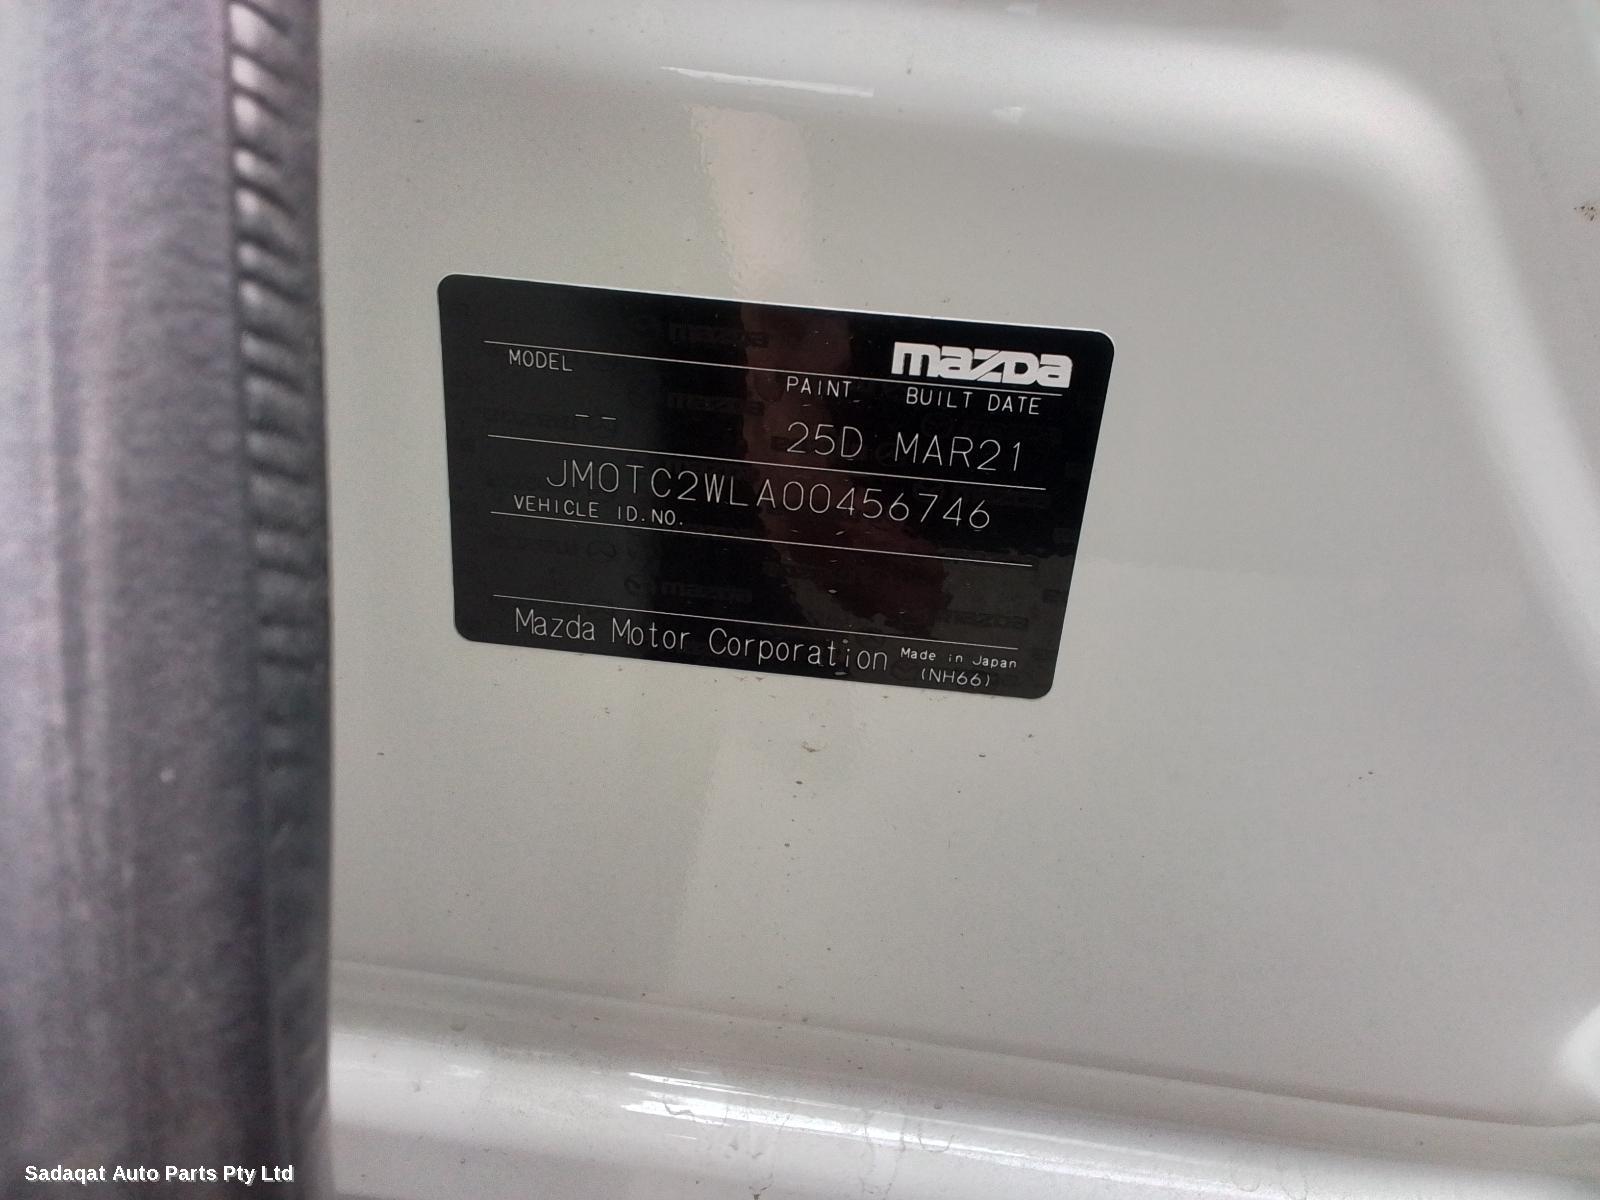 mazda
MODEL PAINT BUILT DATE
-- 25D MAR21
JM0TC2WLA00456746
VEHICLE ID.NO.
Mazda Motor Corporation Made in Japan
(NH66)
Sadaqat Auto Parts Pty Ltd